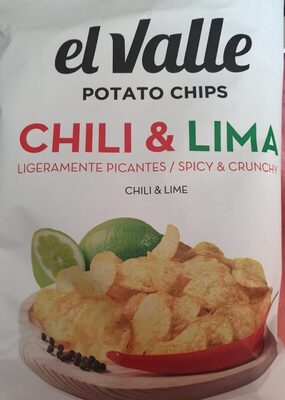 el Valle
POTATO CHIPS
CHILI & LIMA
LIGERAMENTE PICANTES / SPICY & CRUNCHY
CHILI & LIME